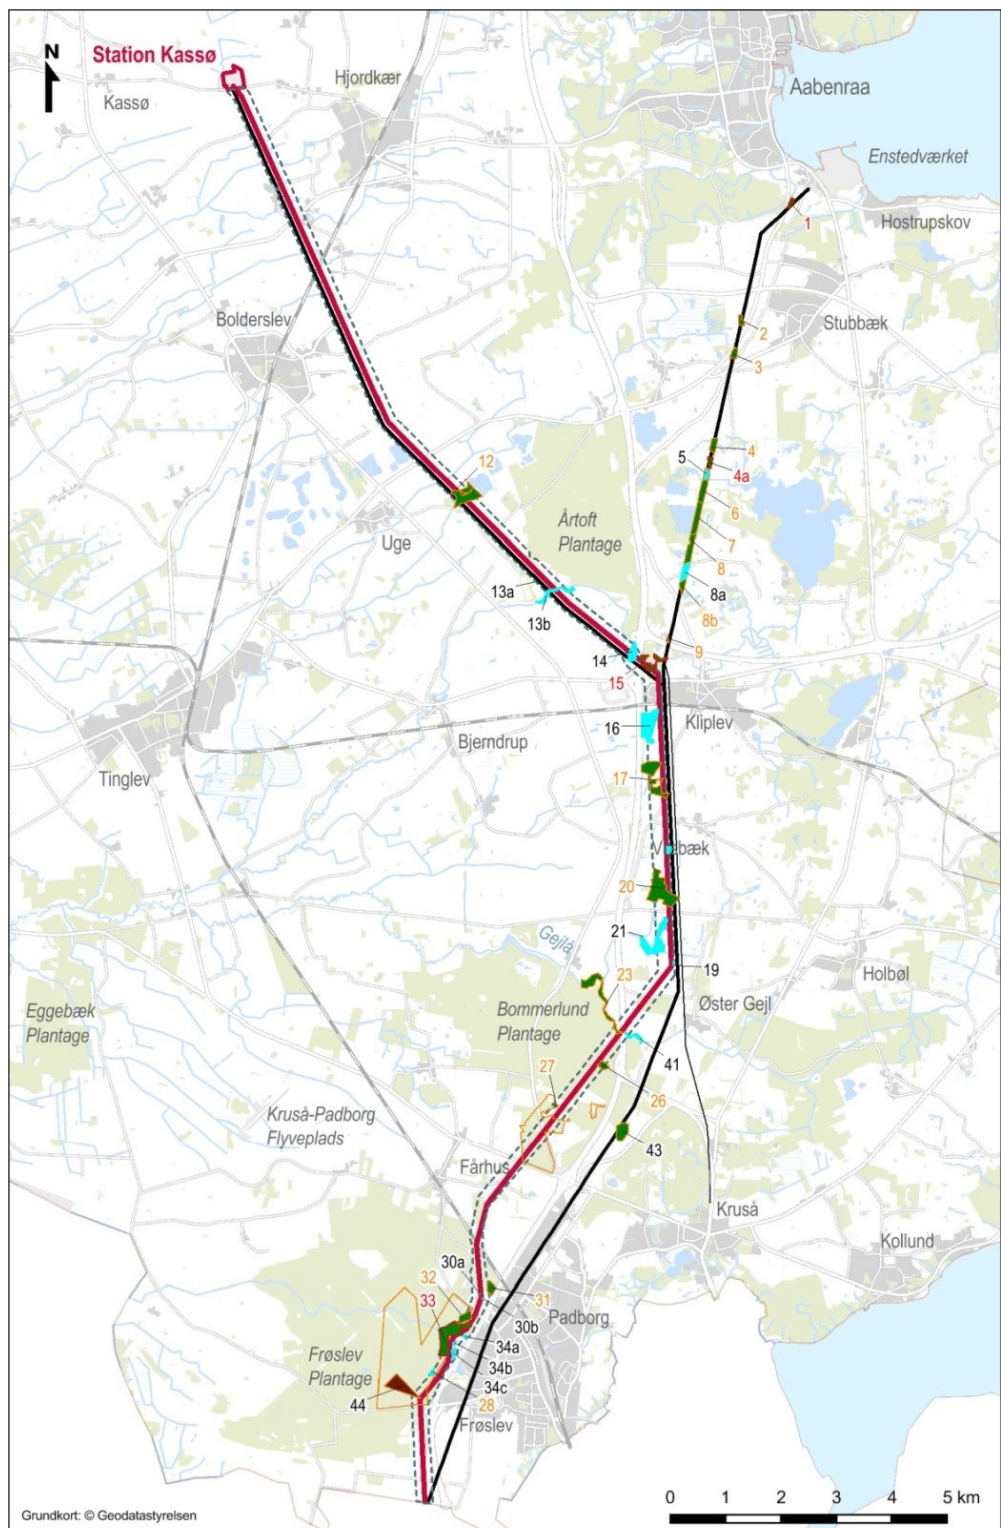 N
Station Kassø
Kassø
Hjordkær
Aabenraa
Enstedværket
1
Hostrupskov
Bolderslev
2
Stubbæk
3
4
5
4a
12
6
Årtoft
Plantage
Uge
7
8
13a
8a
13b
8b
9
14
15
16
Kliplev
Bjerndrup
Tinglev
17
20
21
Gejlå
23
19
Holbøl
Eggebæk
Plantage
Bommerlund
Plantage
Øster Gejl
41
27
26
Kruså-Padborg
Flyveplads
43
Fårhus
Kruså
Kollund
30a
32
31
33
Padborg
30b
34a
Frøslev
Plantage
34b
34c
44
28
Frøslev
0 1 2 3 4 5 km
Grundkort: © Geodatastyrelsen